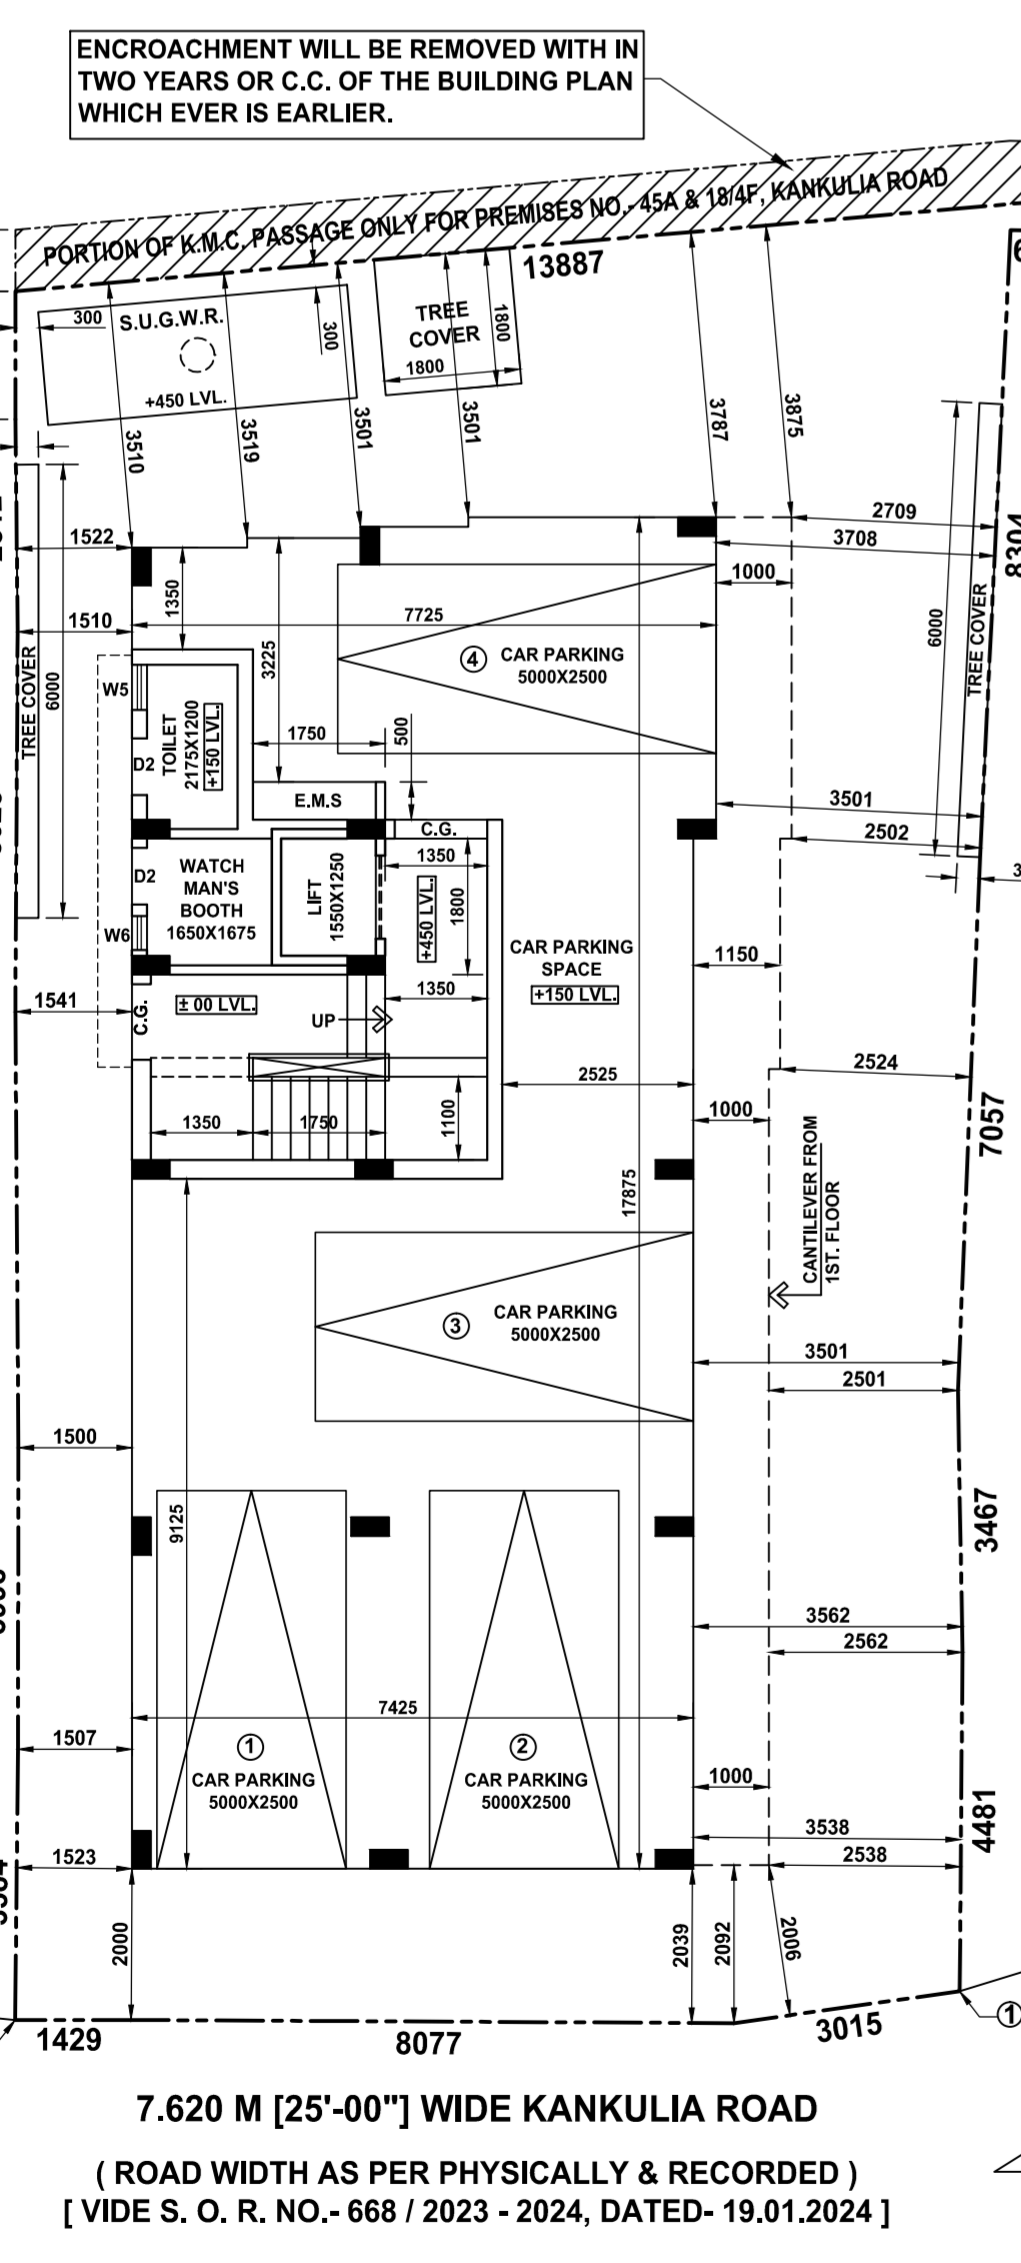 ENCROACHMENT WILL BE REMOVED WITH IN
TWO YEARS OR C.C. OF THE BUILDING PLAN
WHICH EVER IS EARLIER.
PORTION OF K.M.C. PASSAGE ONLY FOR PREMISES NO.- 45A & 18/4F, KANKULIA ROAD
13887
300
S.U.G.W.R.
300
+450 LVL.
TREE
COVER
1800
1800
3510
3519
3501
3501
3787
3875
2709
3708
8304
1522
1350
1000
7725
1510
3225
6000
TREE COVER
6000
TREE COVER
4
CAR PARKING
5000X2500
W5
TOILET
2175X1200
+150 LVL.
D2
1750
500
E.M.S
C.G.
3501
2502
1350
D2
WATCH
MAN'S
BOOTH
1650X1675
LIFT
1550X1250
+450 LVL.
1800
W6
CAR PARKING
SPACE
+150 LVL.
1150
1541
C.G.
± 00 LVL.
UP
1350
2525
2524
1000
7057
1350
1750
1100
17875
CANTILEVER FROM
1ST. FLOOR
3
CAR PARKING
5000X2500
3501
2501
1500
9125
3467
3562
2562
7425
1507
1
CAR PARKING
5000X2500
2
CAR PARKING
5000X2500
1000
4481
3538
2538
1523
2000
2039
2092
2006
1
1429
8077
3015
7.620 M [25'-00"] WIDE KANKULIA ROAD
( ROAD WIDTH AS PER PHYSICALLY & RECORDED )
[ VIDE S. O. R. NO.- 668 / 2023 - 2024, DATED- 19.01.2024 ]